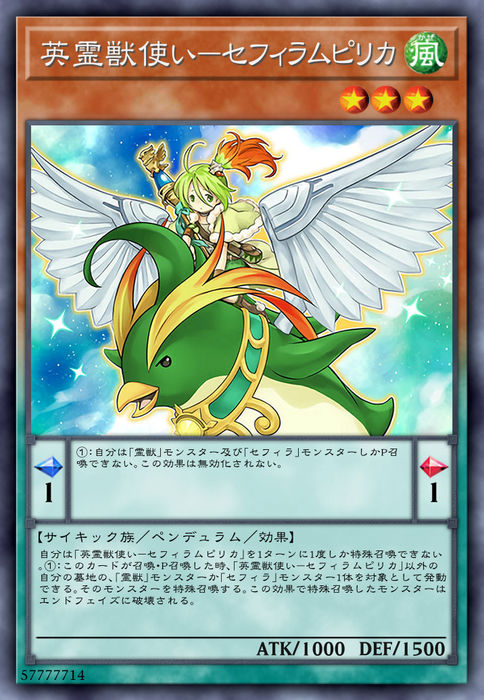 英霊獣使い－セフィラムピリカ
風
かぜ
①：自分は「霊獣」モンスター及び「セフィラ」モンスターしかP召
喚できない。この効果は無効化されない。
1
1
【サイキック族／ペンデュラム／効果】
自分は「英霊獣使い－セフィラムピリカ」を1ターンに1度しか特殊召喚できない
。①：このカードが召喚・P召喚した時、「英霊獣使い－セフィラムピリカ」以外の
自分の墓地の、「霊獣」モンスターか「セフィラ」モンスター1体を対象として発動
できる。そのモンスターを特殊召喚する。この効果で特殊召喚したモンスターは
エンドフェイズに破壊される。
ATK/1000 DEF/1500
57777714